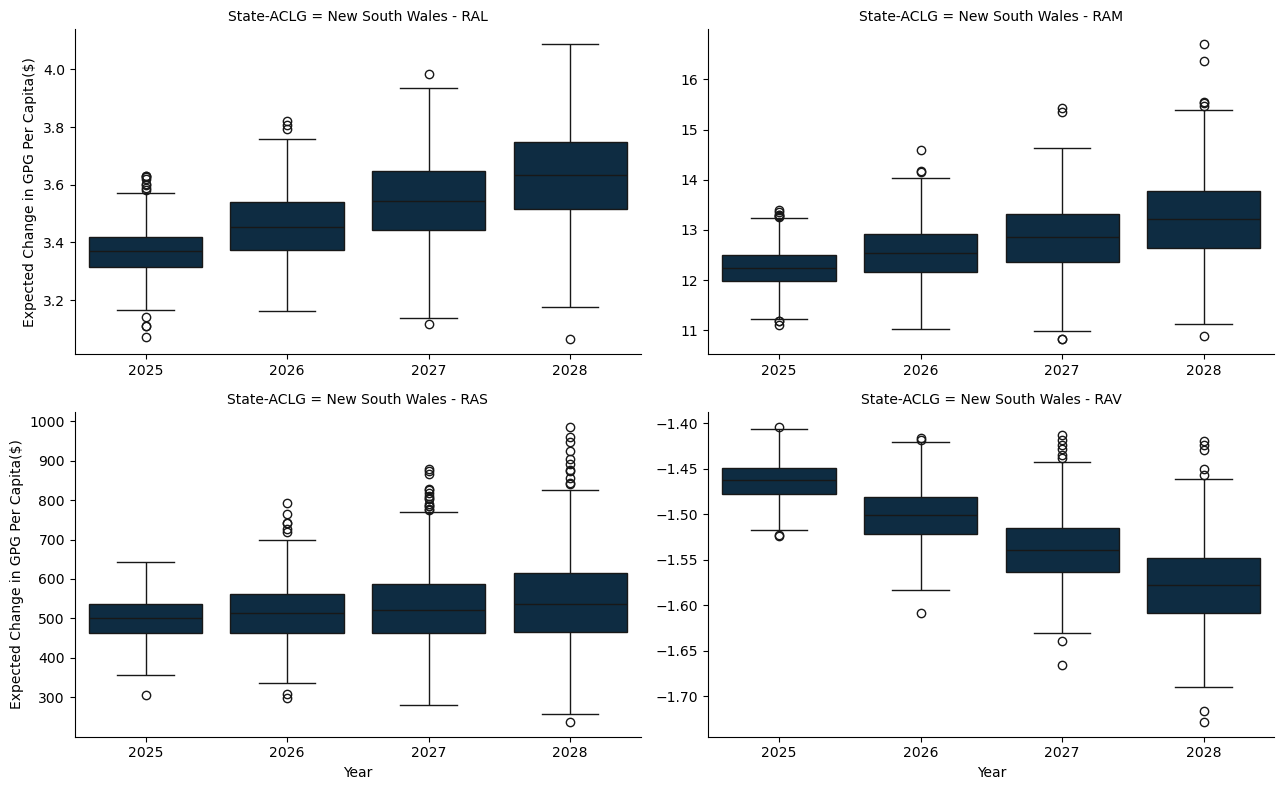 State-ACLG = New South Wales - RAL
Expected Change in GPG Per Capita($)
4.0
3.8
3.6
3.4
3.2
2025 2026 2027 2028
State-ACLG = New South Wales - RAM
16
15
14
13
12
11
2025 2026 2027 2028
State-ACLG = New South Wales - RAS
Expected Change in GPG Per Capita($)
1000
900
800
700
600
500
400
300
2025 2026 2027 2028
Year
State-ACLG = New South Wales - RAV
−1.40
−1.45
−1.50
−1.55
−1.60
−1.65
−1.70
2025 2026 2027 2028
Year